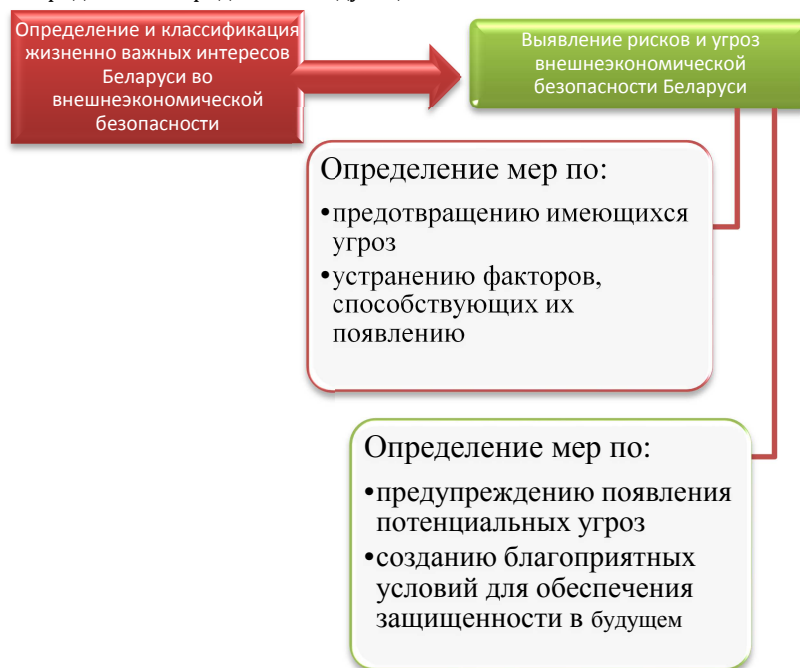 Определение и классификация
жизненно важных интересов
Беларуси во
внешнеэкономической
безопасности
Выявление рисков и угроз
внешнеэкономической
безопасности Беларуси
Определение мер по:
•предотвращению имеющихся
угроз
•устранению факторов,
способствующих их
появлению
Определение мер по:
•предупреждению появления
потенциальных угроз
•созданию благоприятных
условий для обеспечения
защищенности в будущем